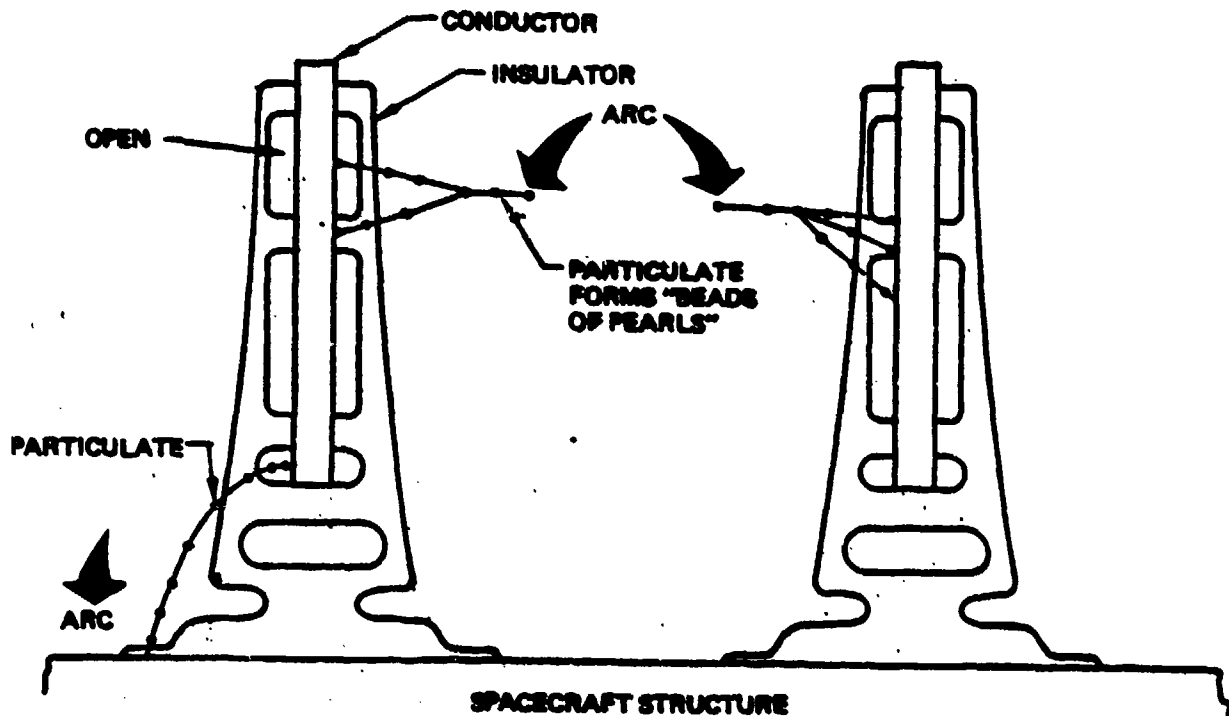 CONDUCTOR
INSULATOR
ARC
OPEN
PARTICULATE
FORMS "BEADS
OF PEARLS"
PARTICULATE
ARC
SPACECRAFT STRUCTURE